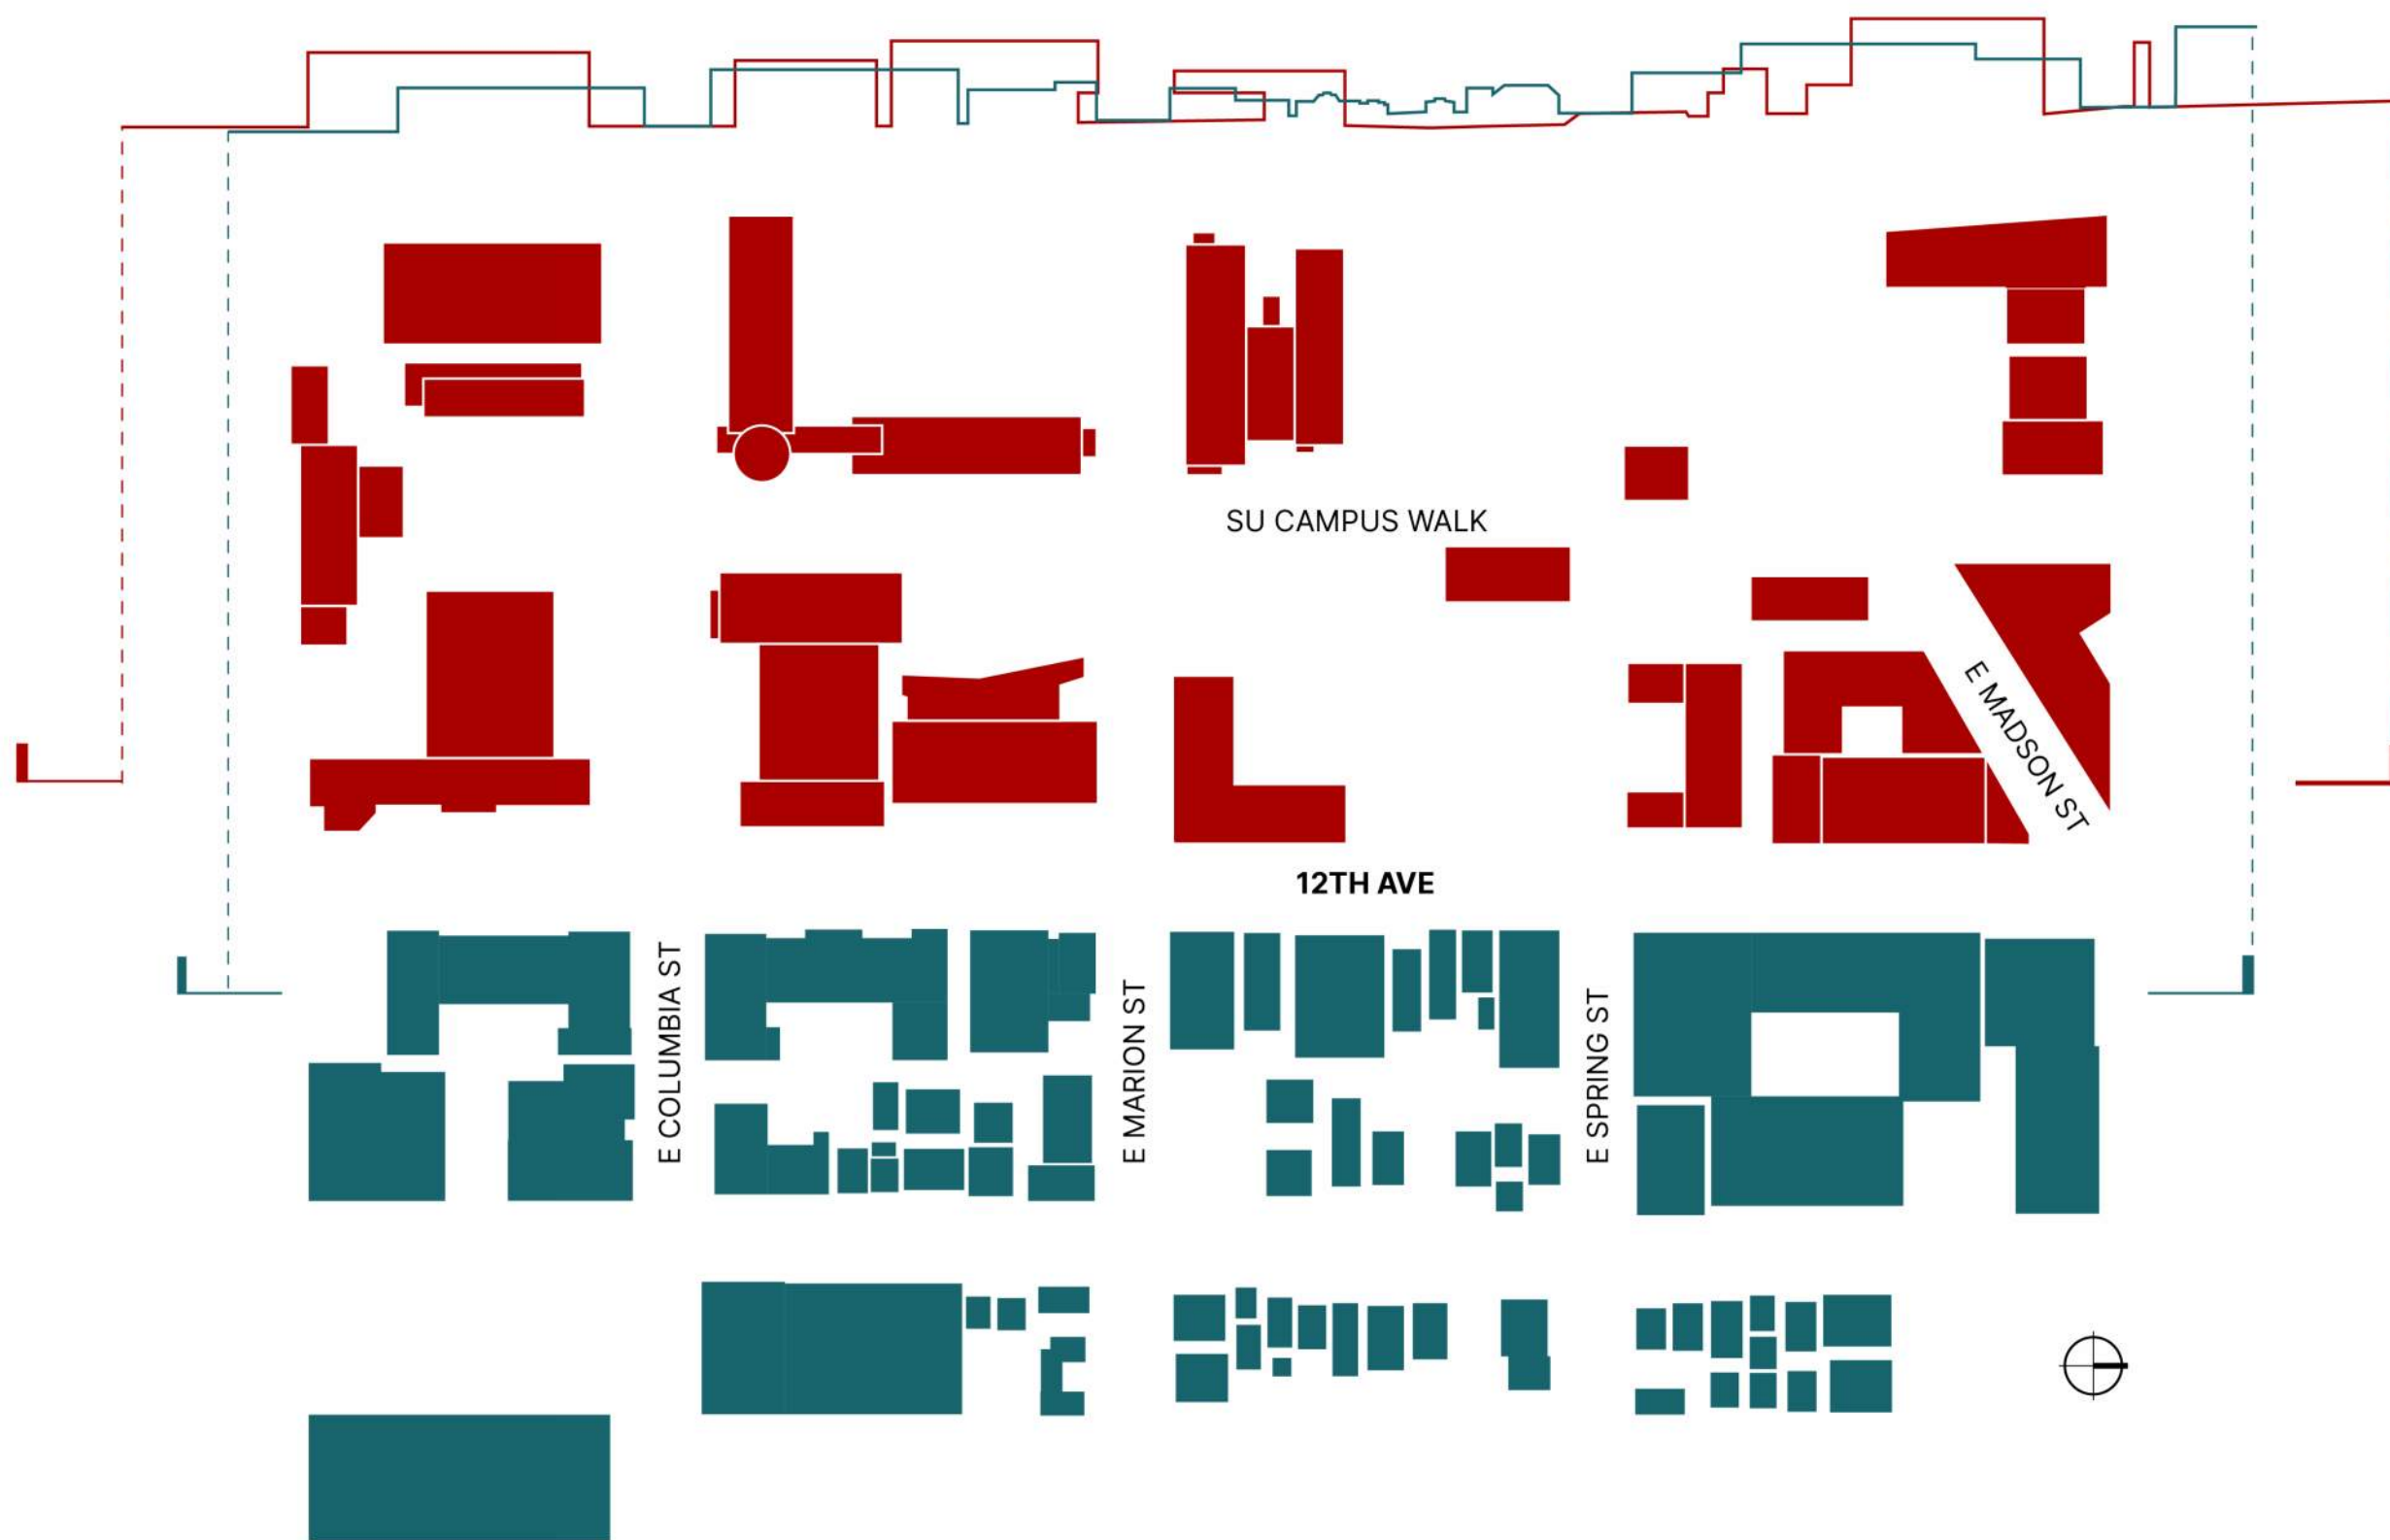 SU CAMPUS WALK
E MADSON ST
12TH AVE
E COLUMBIA ST
E MARION ST
E SPRING ST